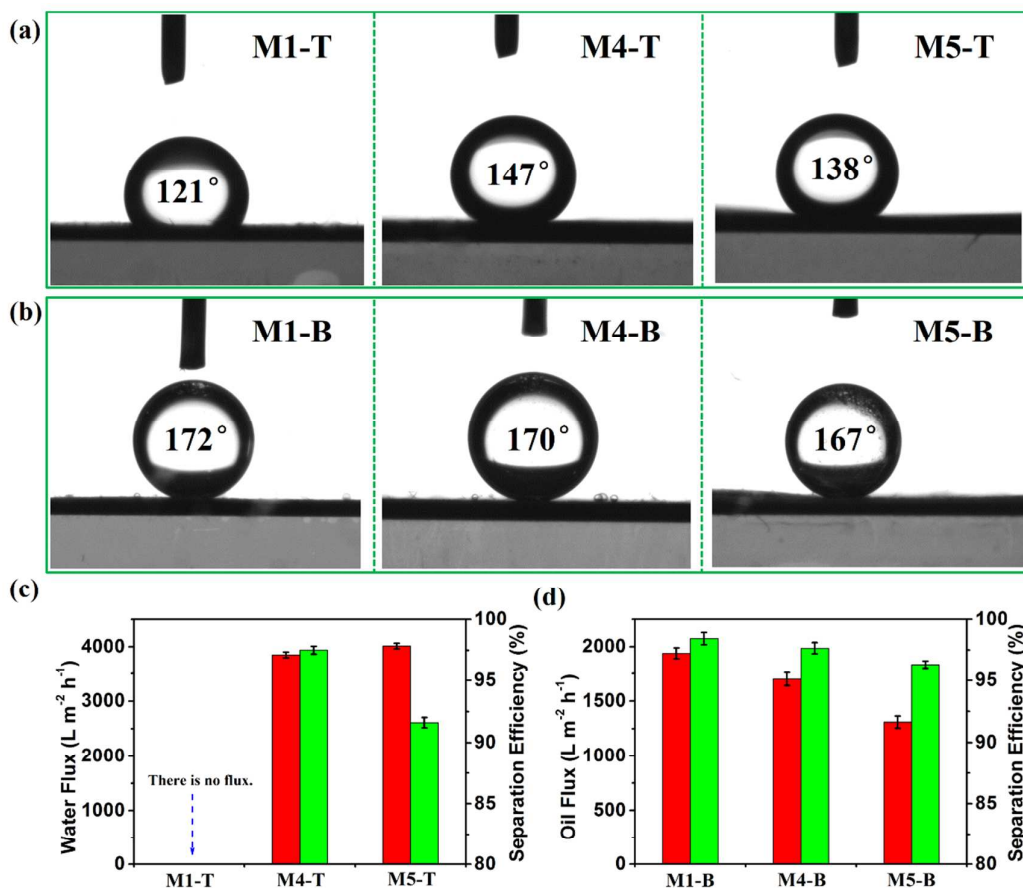 (a)
M1-T
M4-T
M5-T
121°
147°
138°
(b)
M1-B
M4-B
M5-B
172°
170°
167°
(c)
Water Flux (L m⁻² h⁻¹)
4000
3000
2000
1000
0
There is no flux.
M1-T
M4-T
M5-T
100
95
90
85
80
Separation Efficiency (%)
(d)
Oil Flux (L m⁻² h⁻¹)
2000
1500
1000
500
0
M1-B
M4-B
M5-B
100
95
90
85
80
Separation Efficiency (%)